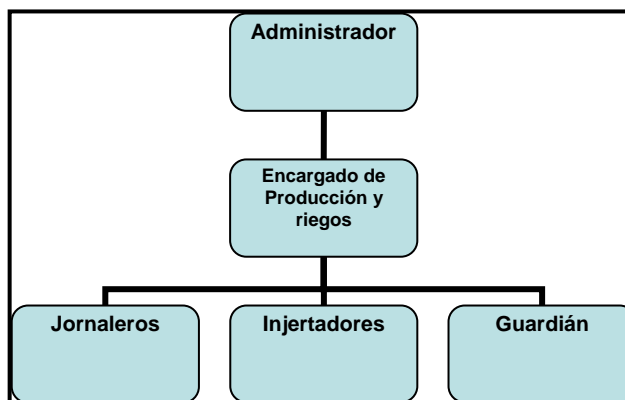 Administrador
Encargado de
Producción y
riegos
Jornaleros
Injertadores
Guardián